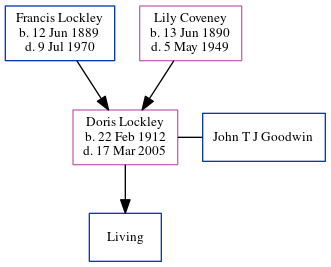 Francis Lockley
b. 12 Jun 1889
d. 9 Jul 1970
Lily Coveney
b. 13 Jun 1890
d. 5 May 1949
Doris Lockley
b. 22 Feb 1912
d. 17 Mar 2005
John T J Goodwin
Living